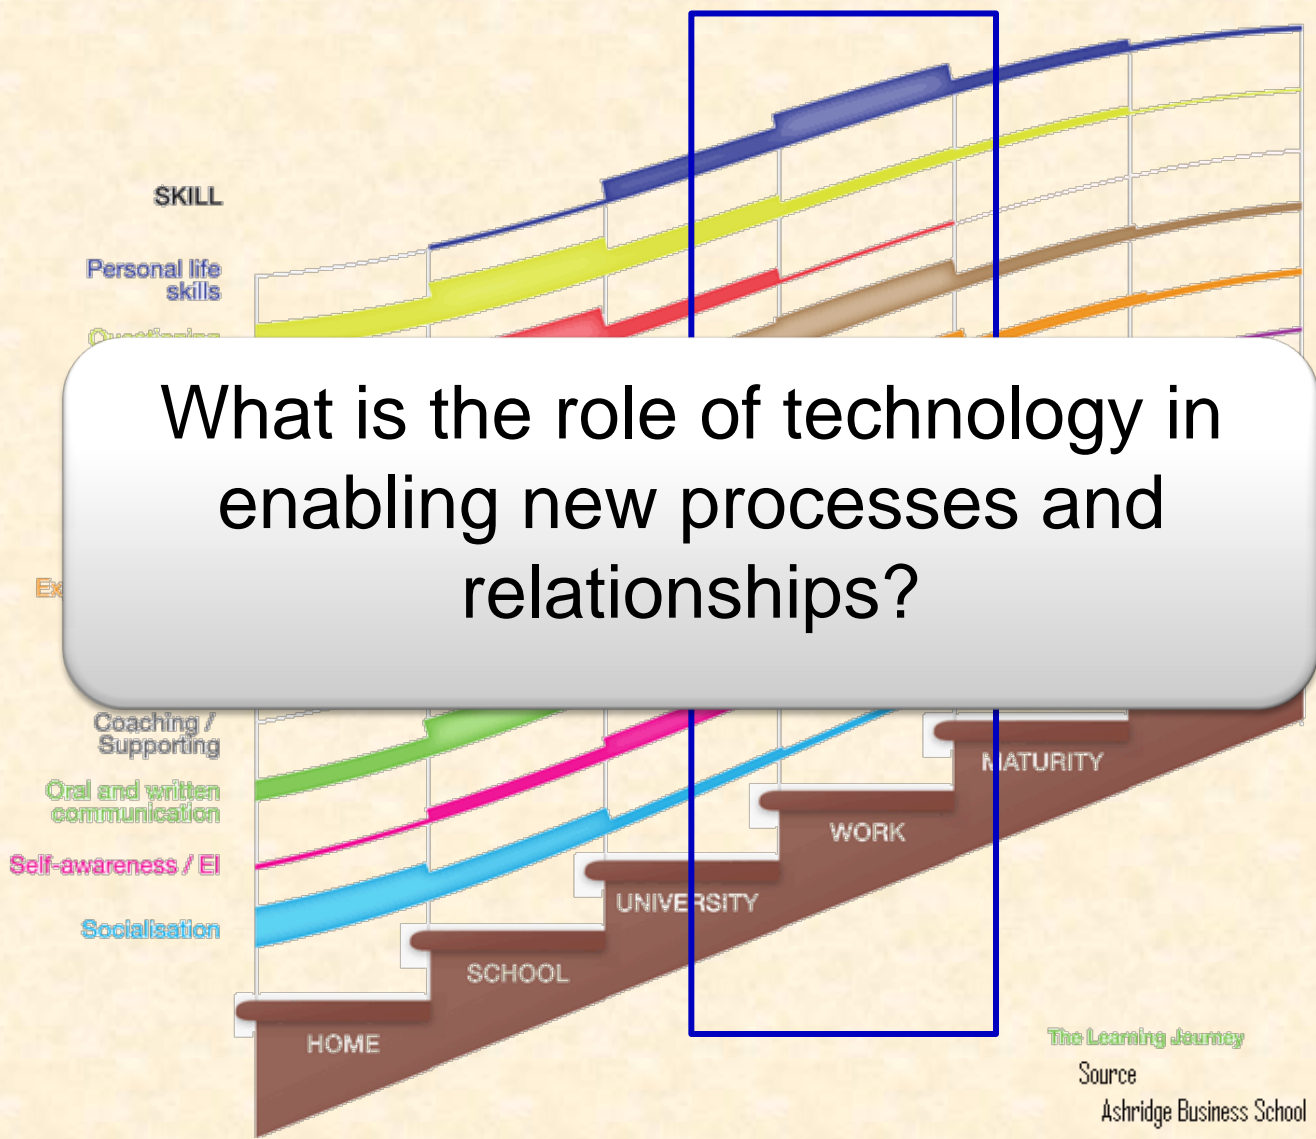 SKILL
Personal life
skills
Questioning
What is the role of technology in
enabling new processes and
relationships?
Coaching /
Supporting
Oral and written
communication
Self-awareness / EI
Socialisation
MATURITY
WORK
UNIVERSITY
SCHOOL
HOME
The Learning Journey
Source
Ashridge Business School